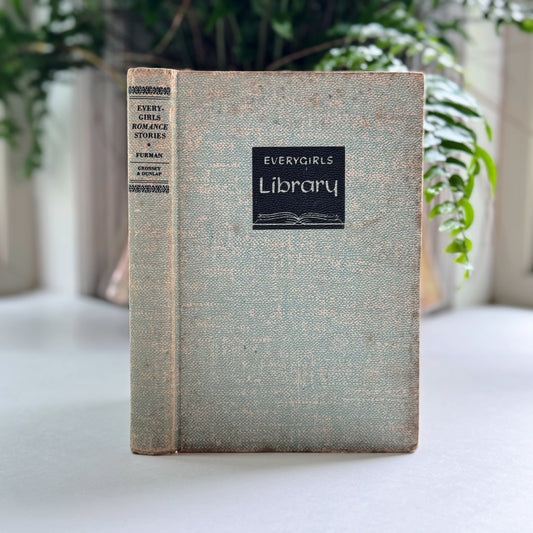 EVERY-
GIRLS
ROMANCE
STORIES
FURMAN
GROSSET
& DUNLAP
EVERYGIRLS
Library